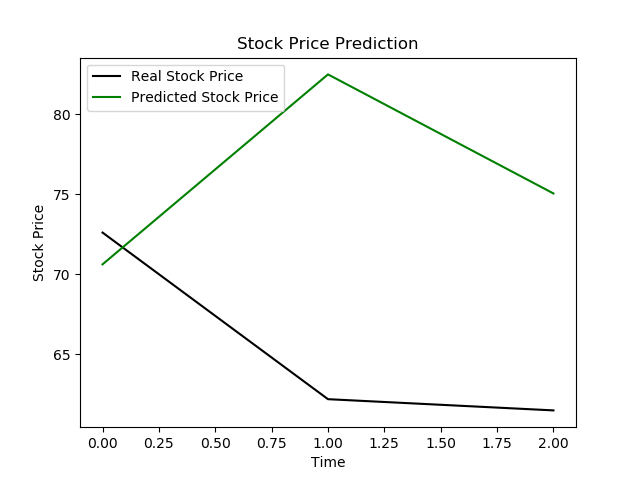 Stock Price Prediction
Real Stock Price
Predicted Stock Price
80
75
70
65
Stock Price
0.00 0.25 0.50 0.75 1.00 1.25 1.50 1.75 2.00
Time